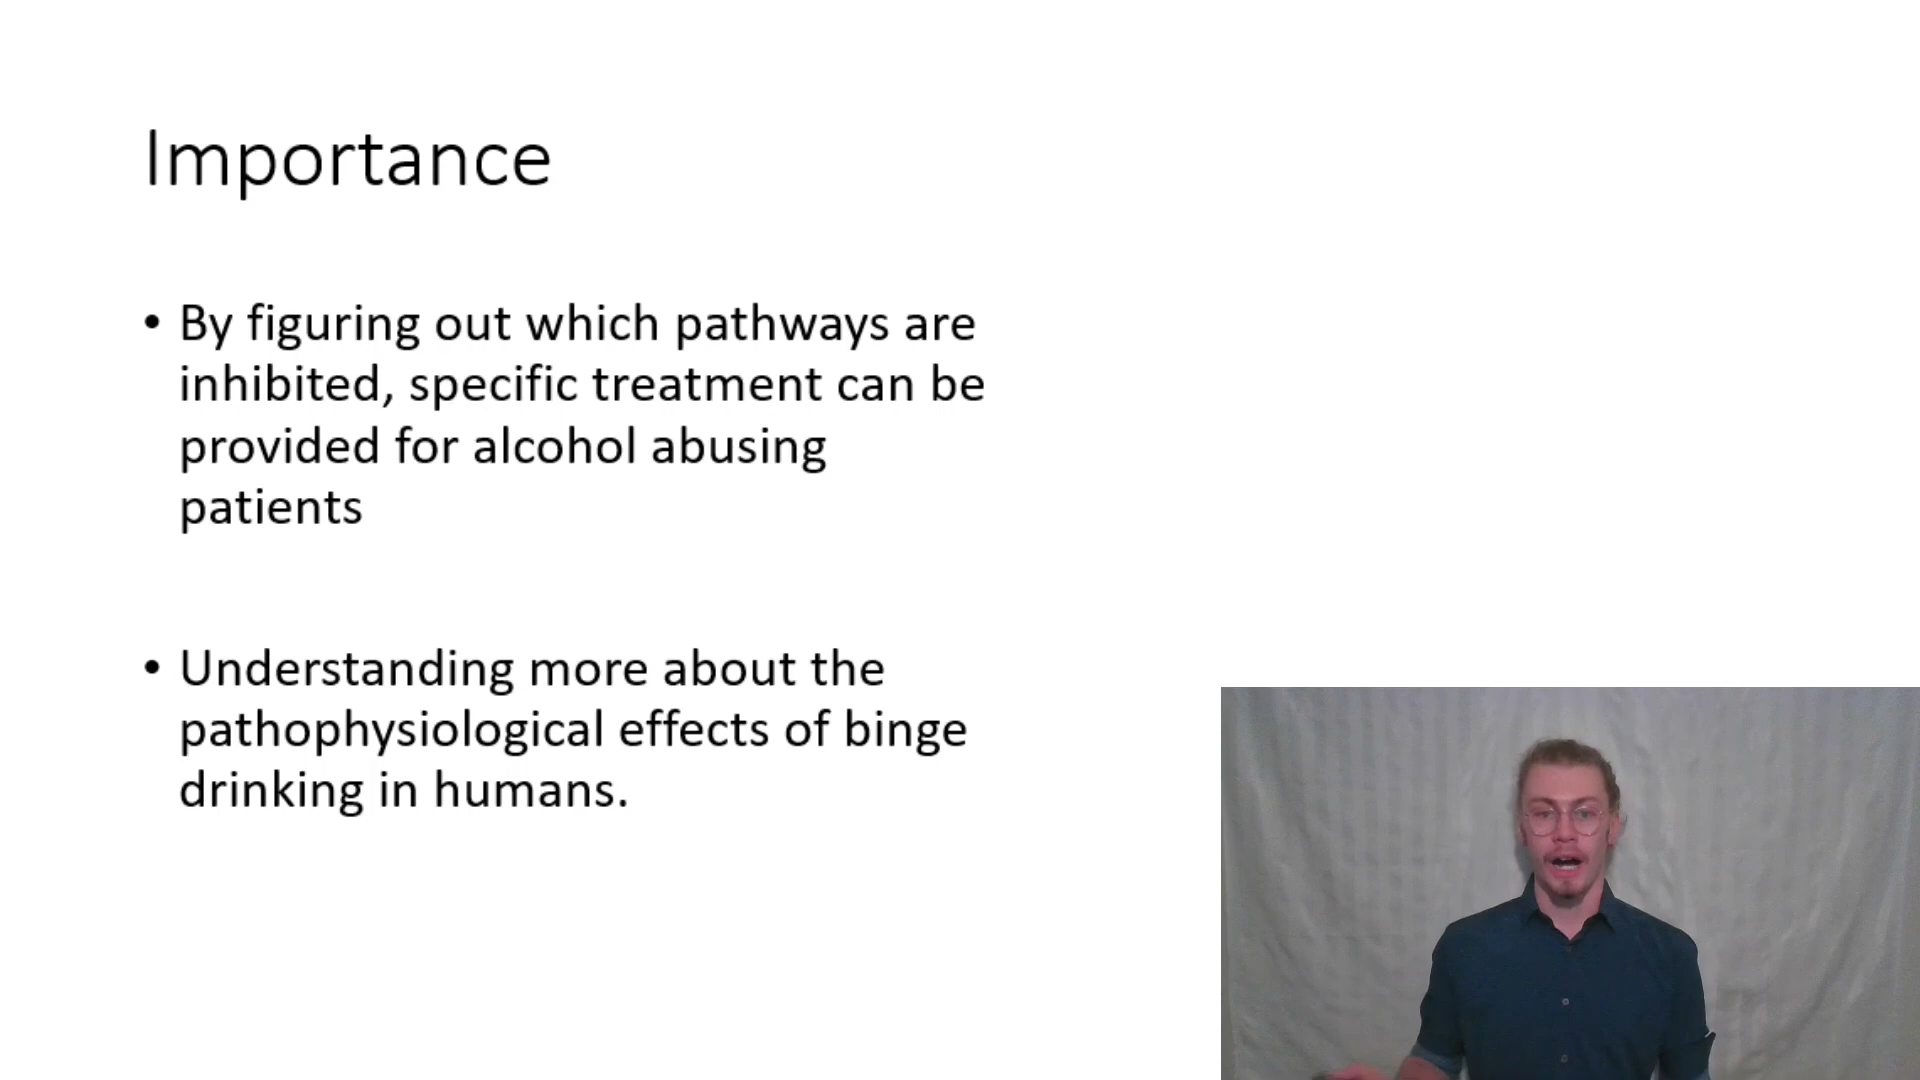 Importance
• By figuring out which pathways are
inhibited, specific treatment can be
provided for alcohol abusing
patients
• Understanding more about the
pathophysiological effects of binge
drinking in humans.